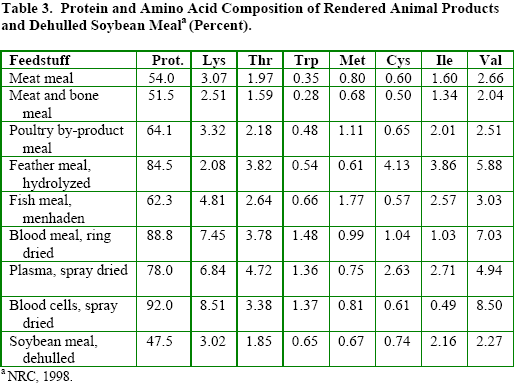 Table 3. Protein and Amino Acid Composition of Rendered Animal Products
and Dehulled Soybean Meala (Percent).
Feedstuff Prot. Lys Thr Trp Met Cys Ile Val
Meat meal 54.0 3.07 1.97 0.35 0.80 0.60 1.60 2.66
Meat and bone 51.5 2.51 1.59 0.28 0.68 0.50 1.34 2.04
meal
Poultry by-product 64.1 3.32 2.18 0.48 1.11 0.65 2.01 2.51
meal
Feather meal, 84.5 2.08 3.82 0.54 0.61 4.13 3.86 5.88
hydrolyzed
Fish meal, 62.3 4.81 2.64 0.66 1.77 0.57 2.57 3.03
menhaden
Blood meal, ring 88.8 7.45 3.78 1.48 0.99 1.04 1.03 7.03
dried
Plasma, spray dried 78.0 6.84 4.72 1.36 0.75 2.63 2.71 4.94
Blood cells, spray 92.0 8.51 3.38 1.37 0.81 0.61 0.49 8.50
dried
Soybean meal, 47.5 3.02 1.85 0.65 0.67 0.74 2.16 2.27
dehulled
a NRC, 1998.